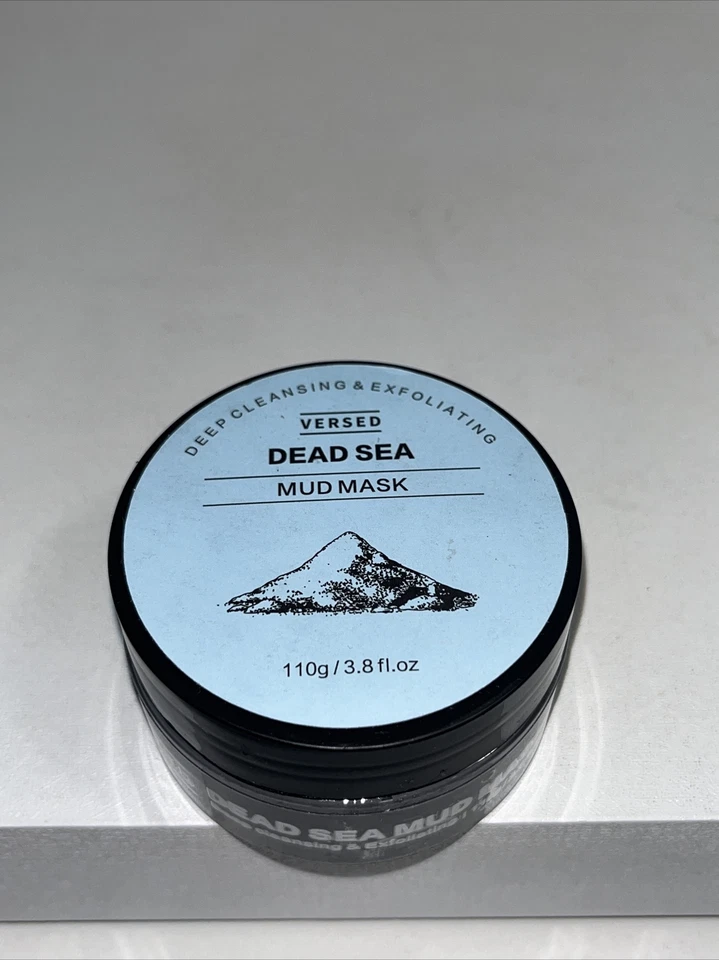 DEEP CLEANSING & EXFOLIATING
VERSED
DEAD SEA
MUD MASK
110g / 3.8 fl.oz
DEAD SEA MUD
cleansing & Exfoliating